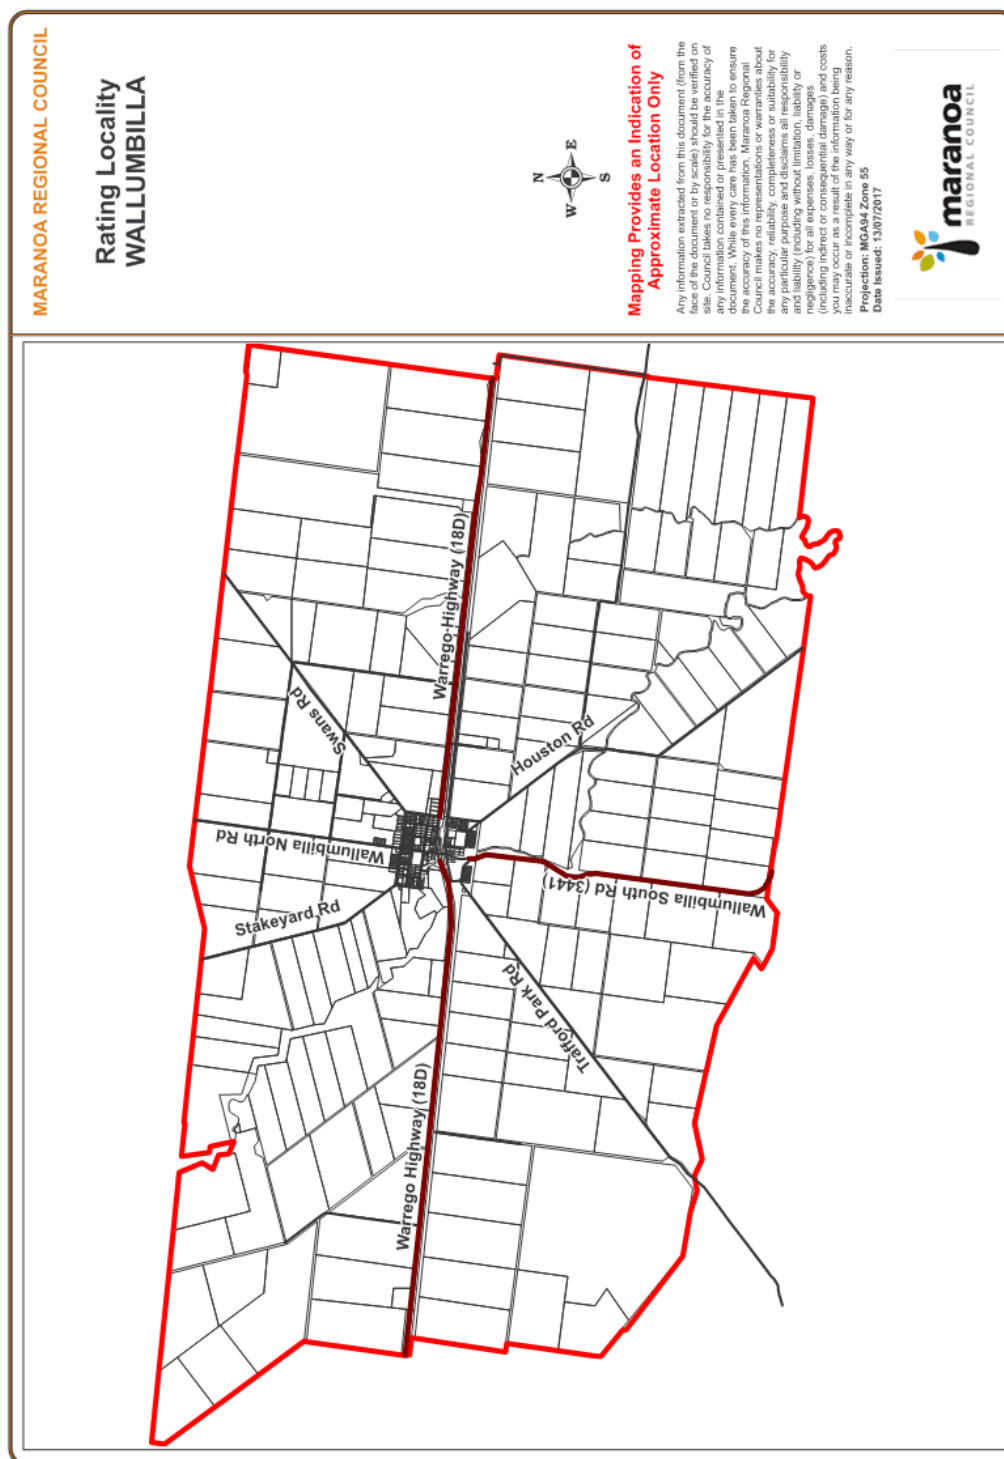 MARANOA REGIONAL COUNCIL
Rating Locality
WALLUMBILLA
N
W
E
S
Mapping Provides an Indication of
Approximate Location Only
Any information extracted from this document (from the
face of the document or by scale) should be verified on
site. Council takes no responsibility for the accuracy of
any information contained or presented in the
document. While every care has been taken to ensure
the accuracy of this information, Maranoa Regional
Council makes no representations or warranties about
the accuracy, reliability, completeness or suitability for
any particular purpose and disclaims all responsibility
and liability (including without limitation, liability or
negligence) for all expenses, losses, damages
(including indirect or consequential damage) and costs
you may occur as a result of the information being
inaccurate or incomplete in any way or for any reason.
Projection: MGA94 Zone 55
Date Issued: 13/07/2017
maranoa
REGIONAL COUNCIL
Swans Rd
Warrego Highway (18D)
Wallumbilla North Rd
Houston Rd
Stakeyard Rd
Wallumbilla South Rd (3441)
Trafford Park Rd
Warrego Highway (18D)